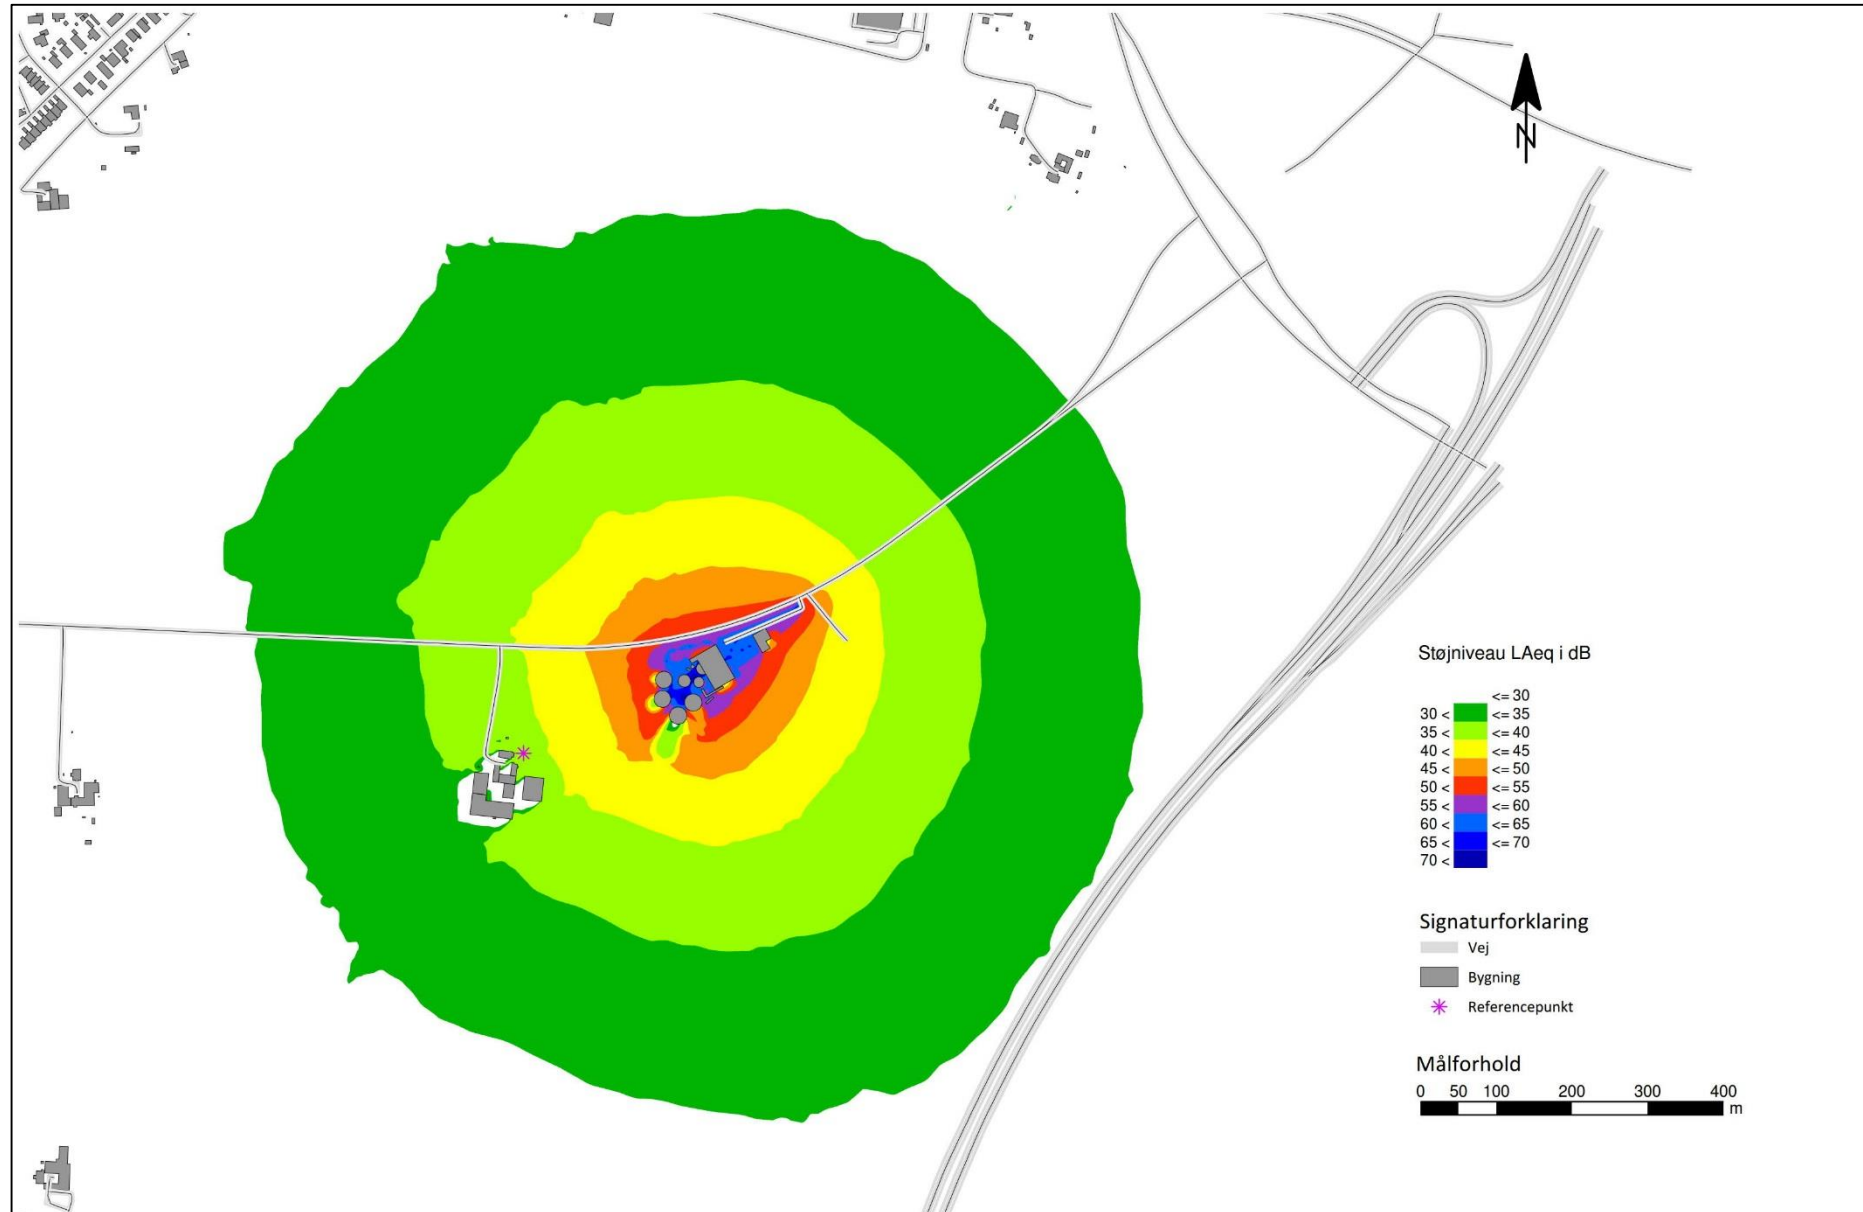 N
Støjniveau LAeq i dB
<= 30
30 < <= 35
35 < <= 40
40 < <= 45
45 < <= 50
50 < <= 55
55 < <= 60
60 < <= 65
65 < <= 70
70 <
Signaturforklaring
Vej
Bygning
Referencepunkt
Målforhold
0 50 100 200 300 400
m